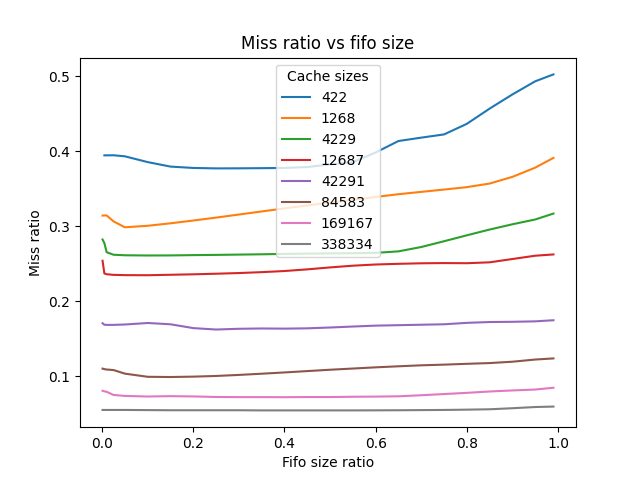 Miss ratio vs fifo size
Cache sizes
422
1268
4229
12687
42291
84583
169167
338334
Miss ratio
0.5
0.4
0.3
0.2
0.1
0.0 0.2 0.4 0.6 0.8 1.0
Fifo size ratio